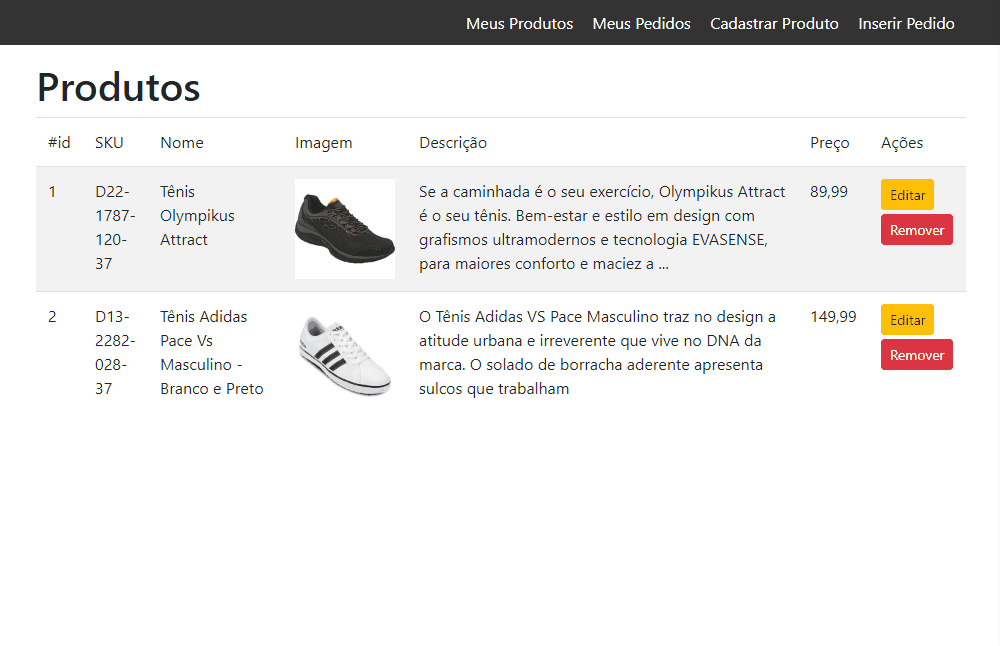 Meus Produtos Meus Pedidos Cadastrar Produto Inserir Pedido
Produtos
#id SKU Nome Imagem Descrição Preço Ações
1
D22-
1787-
120-
37
Tênis
Olympikus
Attract
Se a caminhada é o seu exercício, Olympikus Attract
é o seu tênis. Bem-estar e estilo em design com
grafismos ultramodernos e tecnologia EVASENSE,
para maiores conforto e maciez a ...
89,99
Editar
Remover
2
D13-
2282-
028-
37
Tênis Adidas
Pace Vs
Masculino -
Branco e Preto
O Tênis Adidas VS Pace Masculino traz no design a
atitude urbana e irreverente que vive no DNA da
marca. O solado de borracha aderente apresenta
sulcos que trabalham
149,99
Editar
Remover